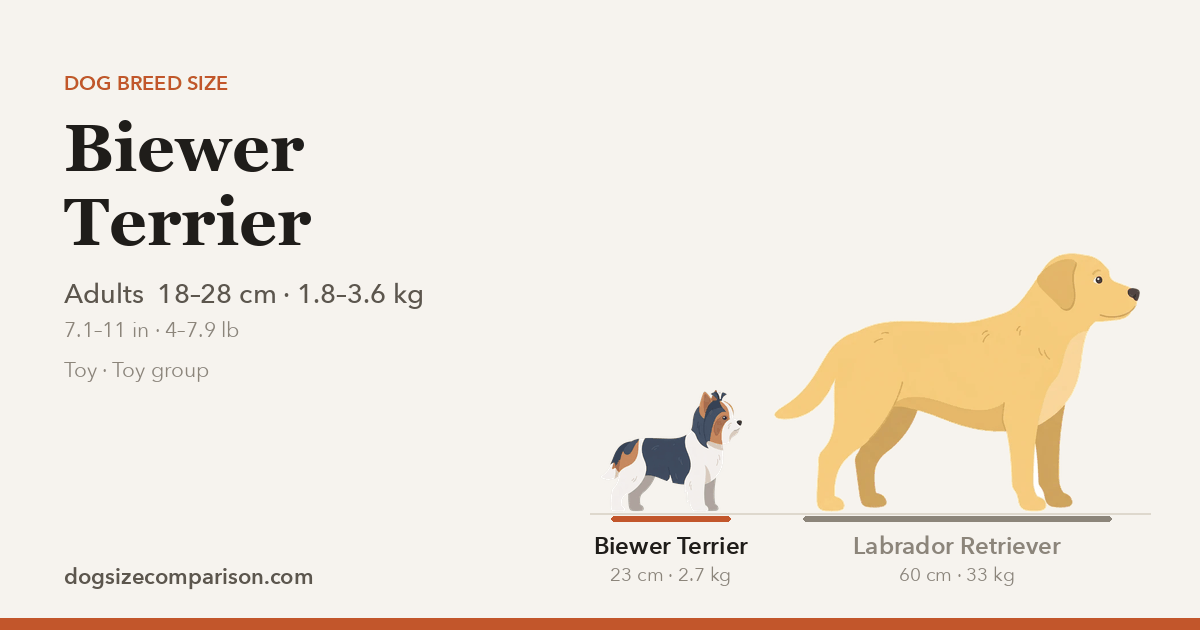 DOG BREED SIZE
Biewer
Terrier
Adults 18–28 cm · 1.8–3.6 kg
7.1–11 in · 4–7.9 lb
Toy · Toy group
Biewer Terrier
23 cm · 2.7 kg
Labrador Retriever
60 cm · 33 kg
dogsizecomparison.com